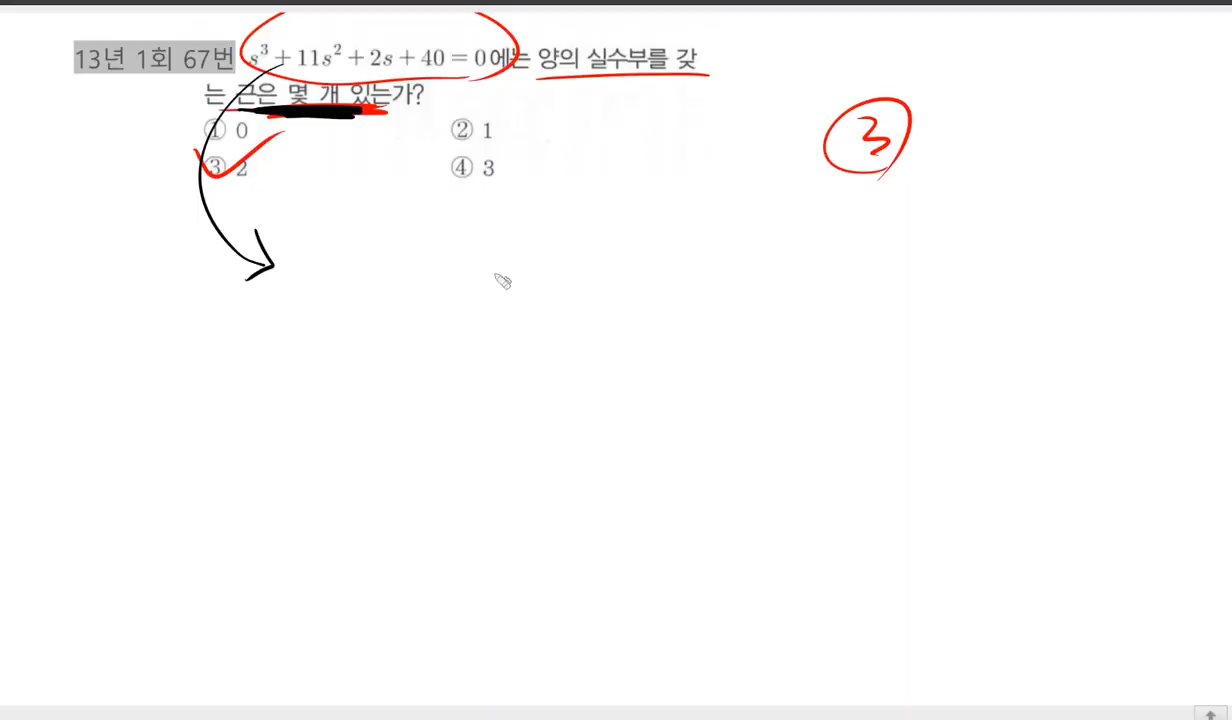 13년 1회 67번 s³ + 11s² + 2s + 40 = 0에는 양의 실수부를 갖
는 근은 몇 개 있는가?
① 0 ② 1
③ 2 ④ 3
3